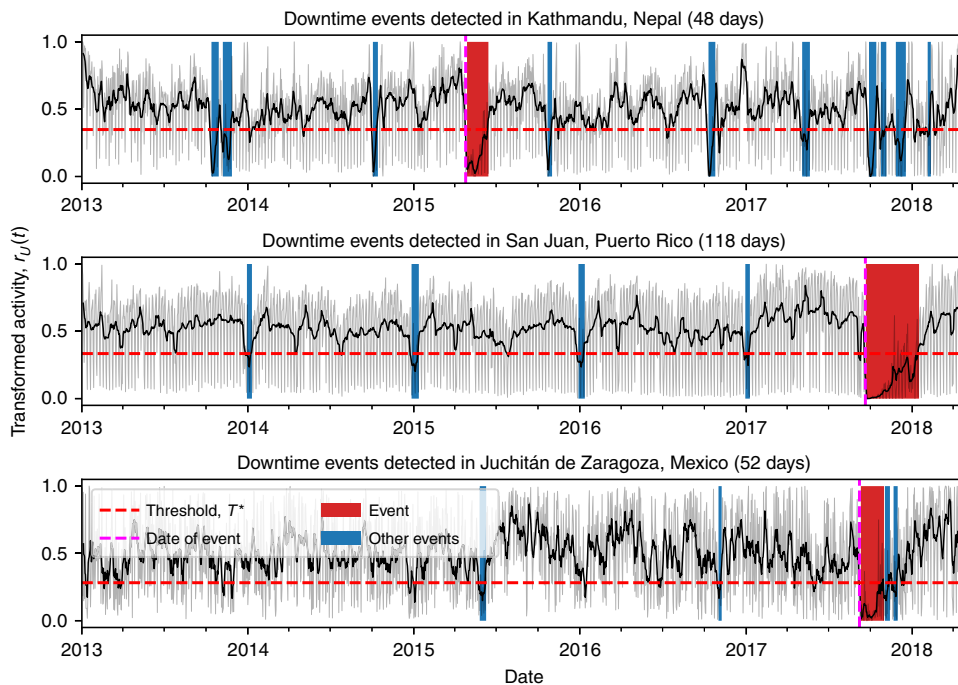 Downtime events detected in Kathmandu, Nepal (48 days)
1.0
0.5
0.0
2013 2014 2015 2016 2017 2018
Transformed activity, r_U(t)
Downtime events detected in San Juan, Puerto Rico (118 days)
1.0
0.5
0.0
2013 2014 2015 2016 2017 2018
Downtime events detected in Juchitán de Zaragoza, Mexico (52 days)
1.0
0.5
0.0
Threshold, T* Event
Date of event Other events
2013 2014 2015 2016 2017 2018
Date